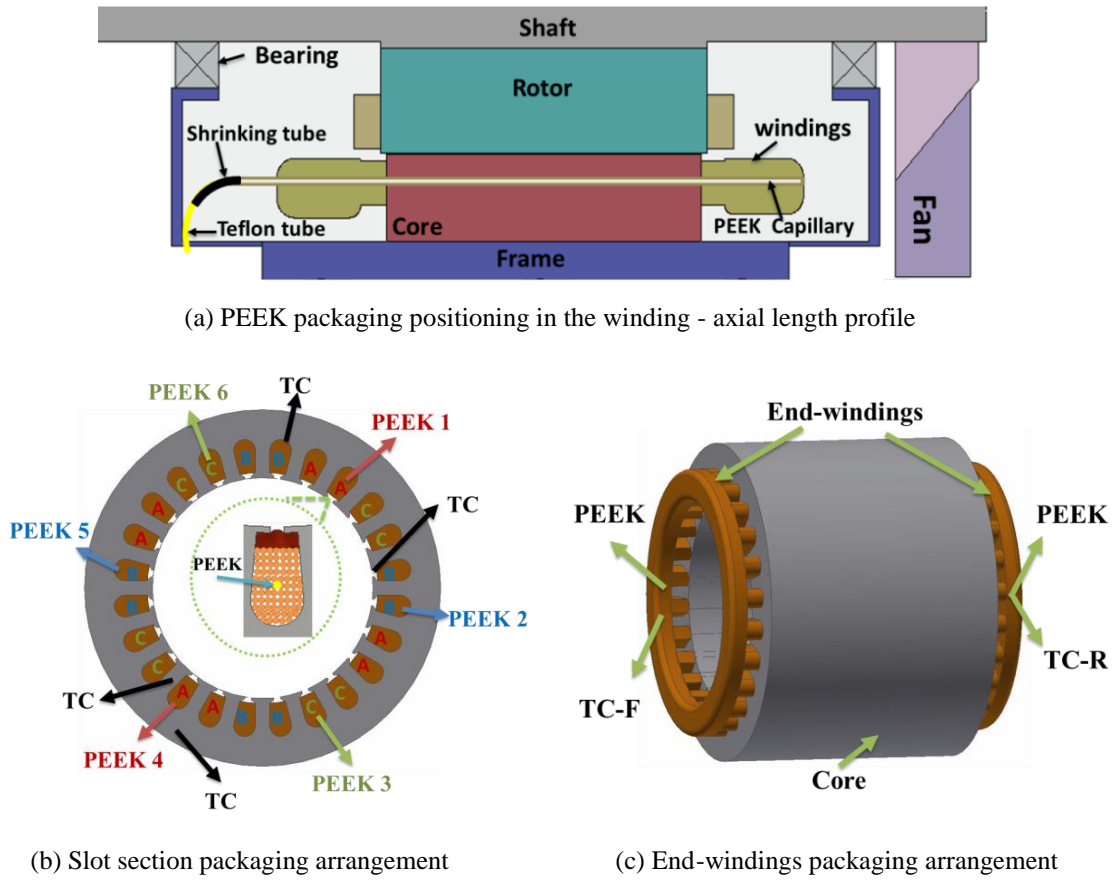 Shaft
Bearing
Rotor
Shrinking tube
windings
Teflon tube
Core
PEEK Capillary
Fan
Frame
(a) PEEK packaging positioning in the winding - axial length profile
TC
PEEK 6
PEEK 1
B B
C A
C A
A C
TC
A C
PEEK 5
B B
PEEK
B B
PEEK 2
C A
C A
TC
A C
A B B C
PEEK 4
PEEK 3
TC
End-windings
PEEK
PEEK
TC-R
TC-F
Core
(b) Slot section packaging arrangement
(c) End-windings packaging arrangement